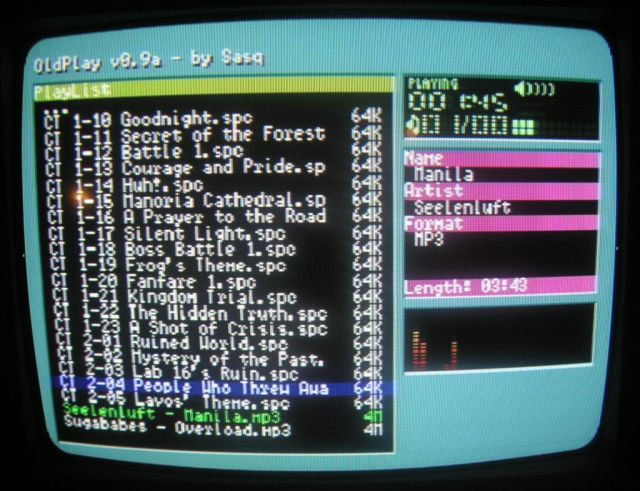 OldPlay v0.9a - by Sasq
PlayList
CT 1-10 Goodnight.spc 64K
CT 1-11 Secret of the Forest 64K
CT 1-12 Battle 1.spc 64K
CT 1-13 Courage and Pride.sp 64K
CT 1-14 Huh!.spc 64K
CT 1-15 Manoria Cathedral.sp 64K
CT 1-16 A Prayer to the Road 64K
CT 1-17 Silent Light.spc 64K
CT 1-18 Boss Battle 1.spc 64K
CT 1-19 Frog's Theme.spc 64K
CT 1-20 Fanfare 1.spc 64K
CT 1-21 Kingdom Trial.spc 64K
CT 1-22 The Hidden Truth.spc 64K
CT 1-23 A Shot of Crisis.spc 64K
CT 2-01 Ruined World.spc 64K
CT 2-02 Mystery of the Past. 64K
CT 2-03 Lab 16's Ruin.spc 64K
CT 2-04 People Who Threw Awa 64K
CT 2-05 Lavos' Theme.spc 64K
Seelenluft - Manila.mp3 4M
Sugababes - Overload.mp3 4M
PLAYING
01/00
Name
Manila
Artist
Seelenluft
Format
MP3
Length: 03:43